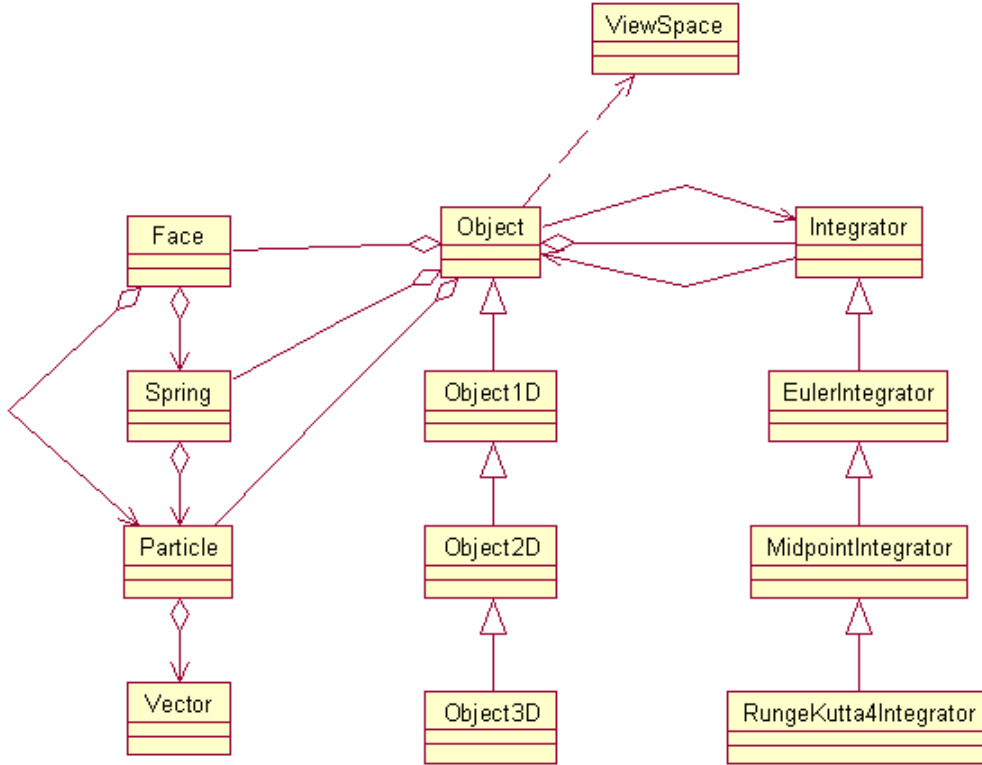 ViewSpace
Face
Object
Integrator
Spring
Object1D
EulerIntegrator
Particle
Object2D
MidpointIntegrator
Vector
Object3D
RungeKutta4Integrator